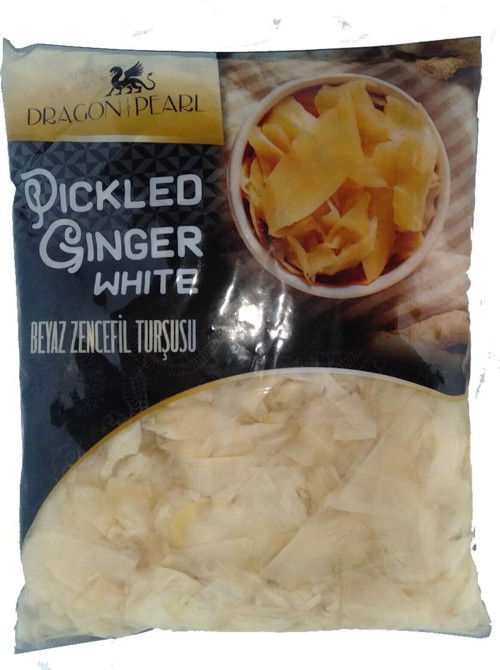 DRAGON PEARL
PICKLED
GINGER
WHITE
BEYAZ ZENCEFİL TURŞUSU